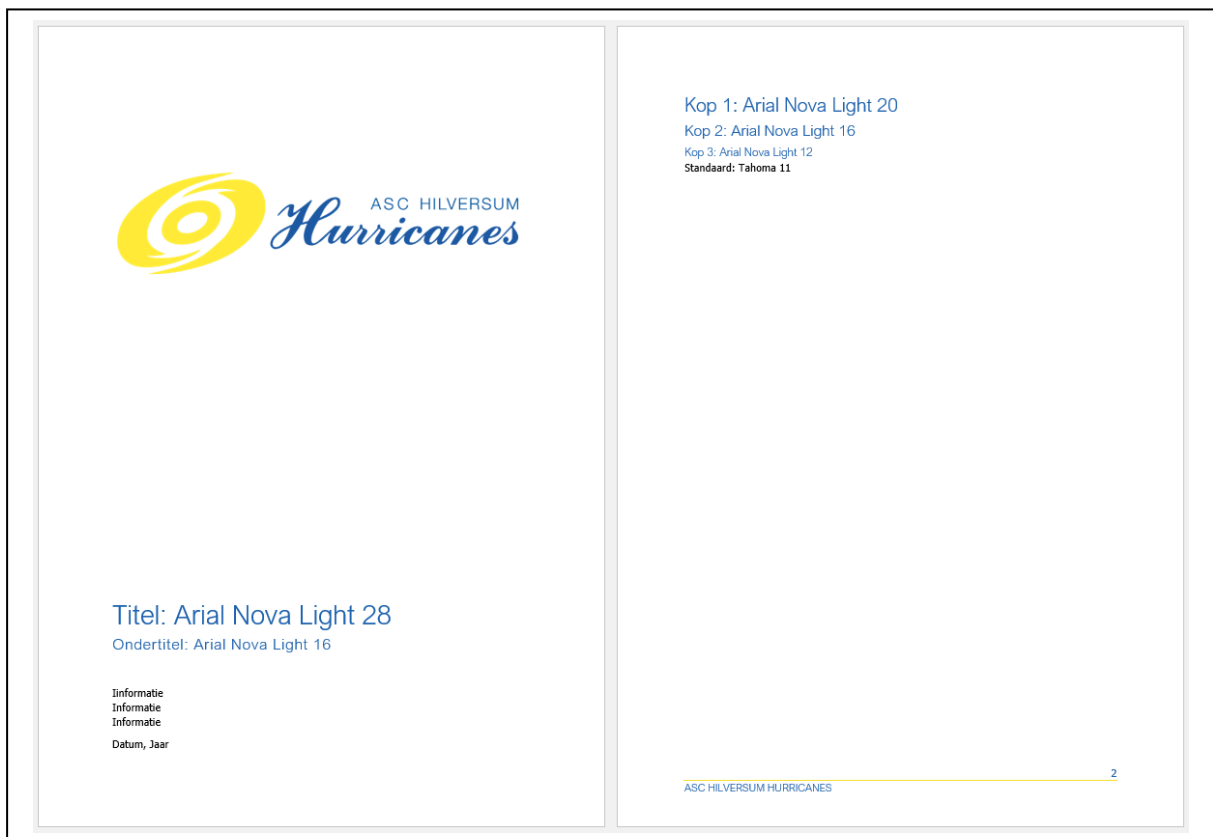 ASC HILVERSUM
Hurricanes
Titel: Arial Nova Light 28
Ondertitel: Arial Nova Light 16
Iinformatie
Informatie
Informatie
Datum, Jaar
Kop 1: Arial Nova Light 20
Kop 2: Arial Nova Light 16
Kop 3: Arial Nova Light 12
Standaard: Tahoma 11
2
ASC HILVERSUM HURRICANES